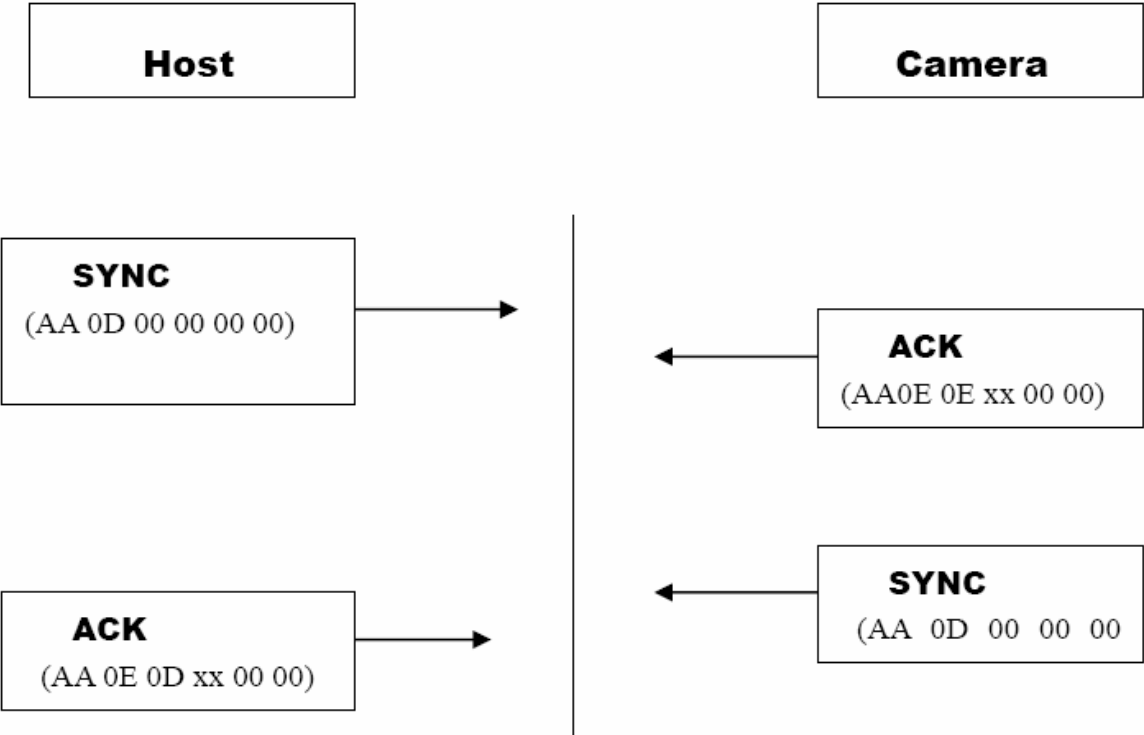 Host
Camera
SYNC
(AA 0D 00 00 00 00)
ACK
(AA0E 0E xx 00 00)
SYNC
(AA 0D 00 00 00
ACK
(AA 0E 0D xx 00 00)